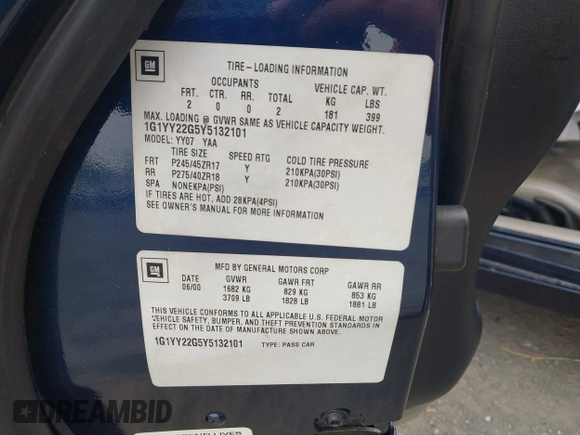 GM
TIRE-LOADING INFORMATION
OCCUPANTS VEHICLE CAP. WT.
FRT. CTR. RR. TOTAL KG LBS
2 0 0 2 181 399
MAX. LOADING @ GVWR SAME AS VEHICLE CAPACITY WEIGHT.
1G1YY22G5Y5132101
MODEL: YY07 YAA
TIRE SIZE SPEED RTG COLD TIRE PRESSURE
FRT P245/45ZR17 Y 210KPA(30PSI)
RR P275/40ZR18 Y 210KPA(30PSI)
SPA NONEKPA(PSI)
IF TIRES ARE HOT, ADD 28KPA(4PSI)
SEE OWNER'S MANUAL FOR MORE INFORMATION
GM
MFD BY GENERAL MOTORS CORP
DATE GVWR GAWR FRT GAWR RR
06/00 1682 KG 829 KG 853 KG
3709 LB 1828 LB 1881 LB
THIS VEHICLE CONFORMS TO ALL APPLICABLE U.S. FEDERAL MOTOR
VEHICLE SAFETY, BUMPER, AND THEFT PREVENTION STANDARDS IN
EFFECT ON THE DATE OF MANUFACTURE SHOWN ABOVE.
1G1YY22G5Y5132101 TYPE: PASS CAR
DREAMBID